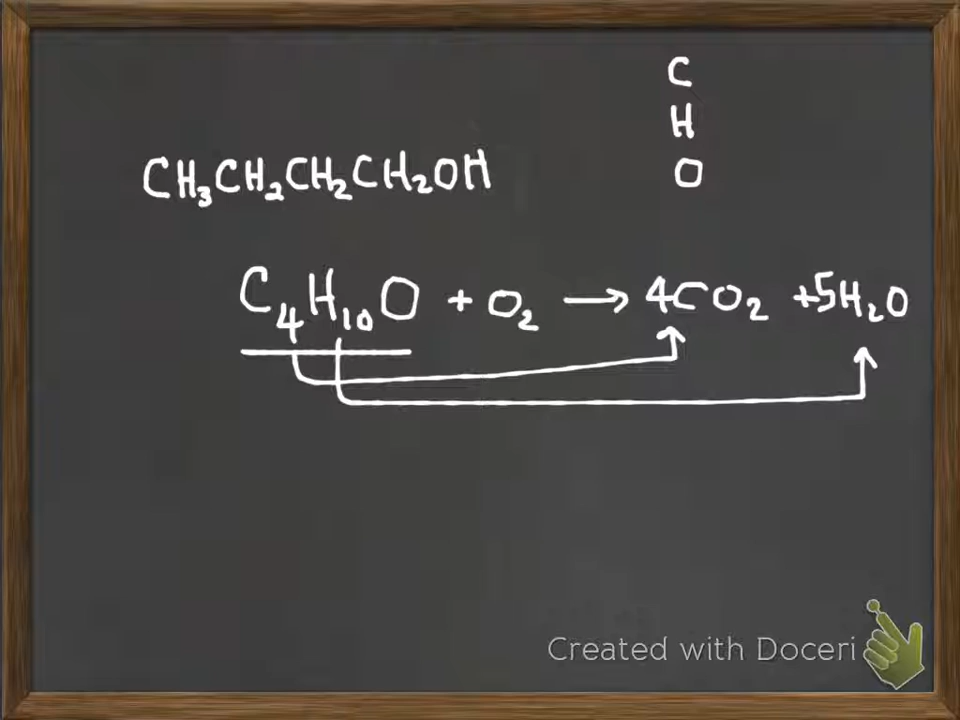 C
H
O
CH₃CH₂CH₂CH₂OH
C₄H₁₀O + O₂ → 4CO₂ +5H₂O
Created with Doceri